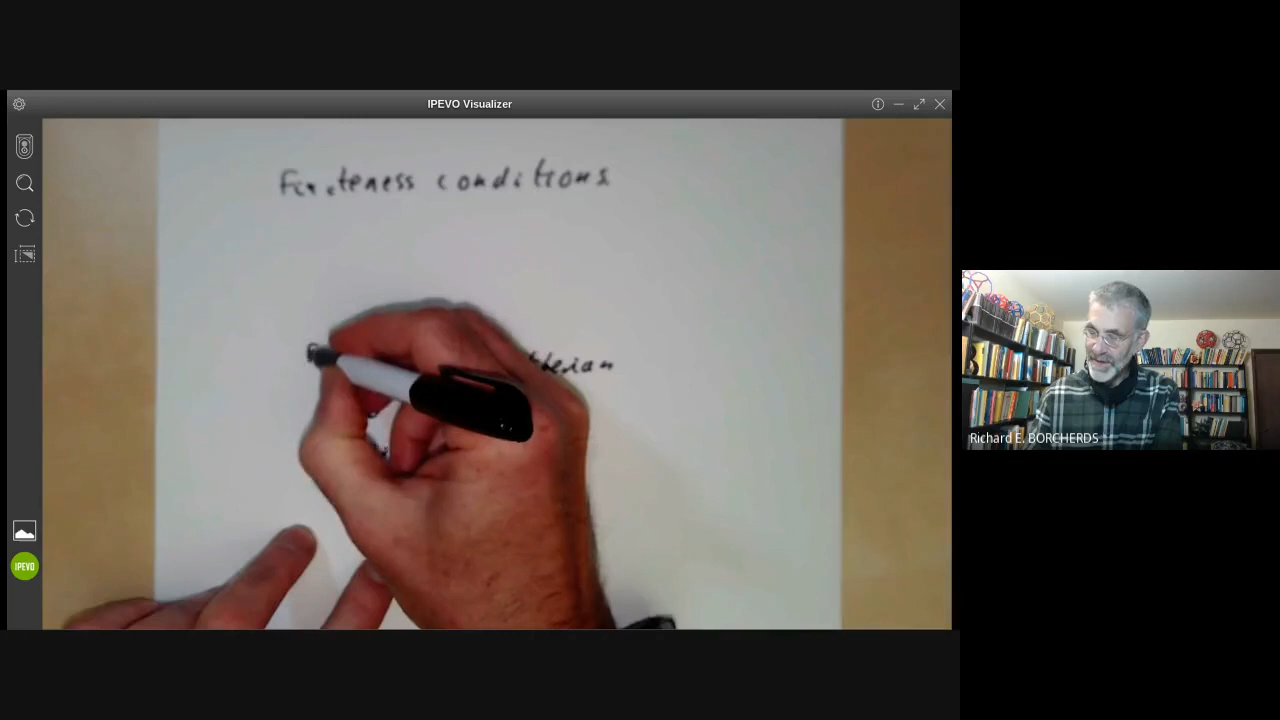 IPEVO Visualizer
Finiteness conditions
IPEVO
Richard E. BORCHERDS